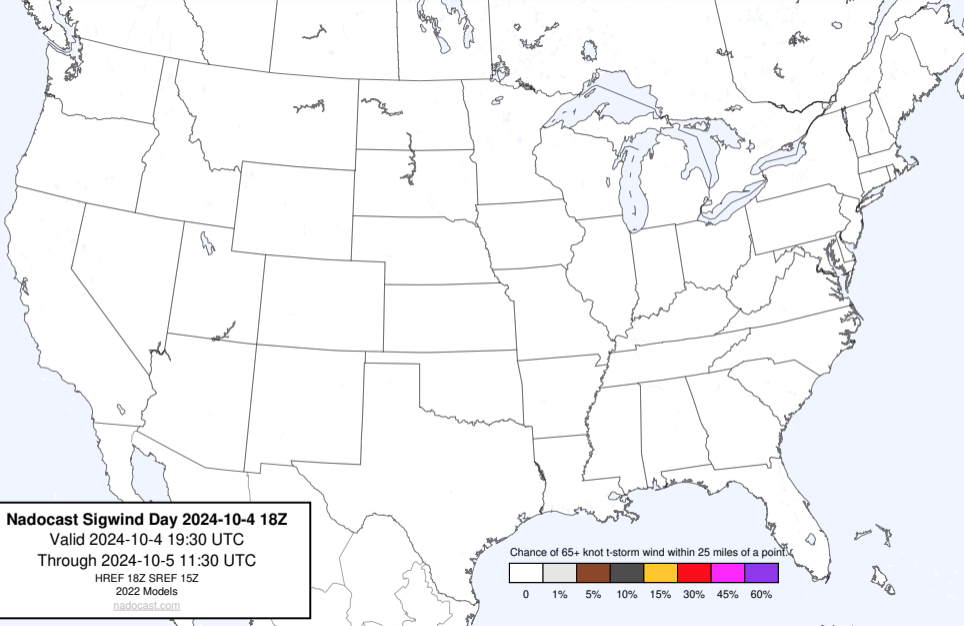 Nadocast Sigwind Day 2024-10-4 18Z
Valid 2024-10-4 19:30 UTC
Through 2024-10-5 11:30 UTC
HREF 18Z SREF 15Z
2022 Models
nadocast.com
Chance of 65+ knot t-storm wind within 25 miles of a point.
0 1% 5% 10% 15% 30% 45% 60%